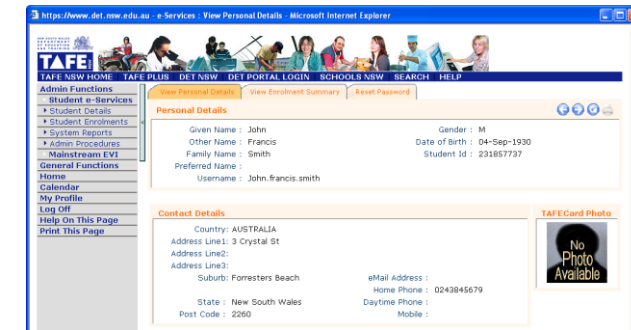 https://www.det.nsw.edu.au - e-Services : View Personal Details - Microsoft Internet Explorer
TAFE
TAFE NSW HOME TAFE PLUS DET NSW DET PORTAL LOGIN SCHOOLS NSW SEARCH HELP
Admin Functions
Student e-Services
Student Details
Student Enrolments
System Reports
Admin Procedures
Mainstream EVI
General Functions
Home
Calendar
My Profile
Log Off
Help On This Page
Print This Page
View Personal Details View Enrolment Summary Reset Password
Personal Details
Given Name : John Gender : M
Other Name : Francis Date of Birth : 04-Sep-1930
Family Name : Smith Student Id : 231857737
Preferred Name :
Username : John.francis.smith
Contact Details
Country: AUSTRALIA
Address Line1: 3 Crystal St
Address Line2:
Address Line3:
Suburb: Forresters Beach eMail Address :
Home Phone : 0243845679
State : New South Wales Daytime Phone :
Post Code : 2260 Mobile :
TAFECard Photo
No
Photo
Available